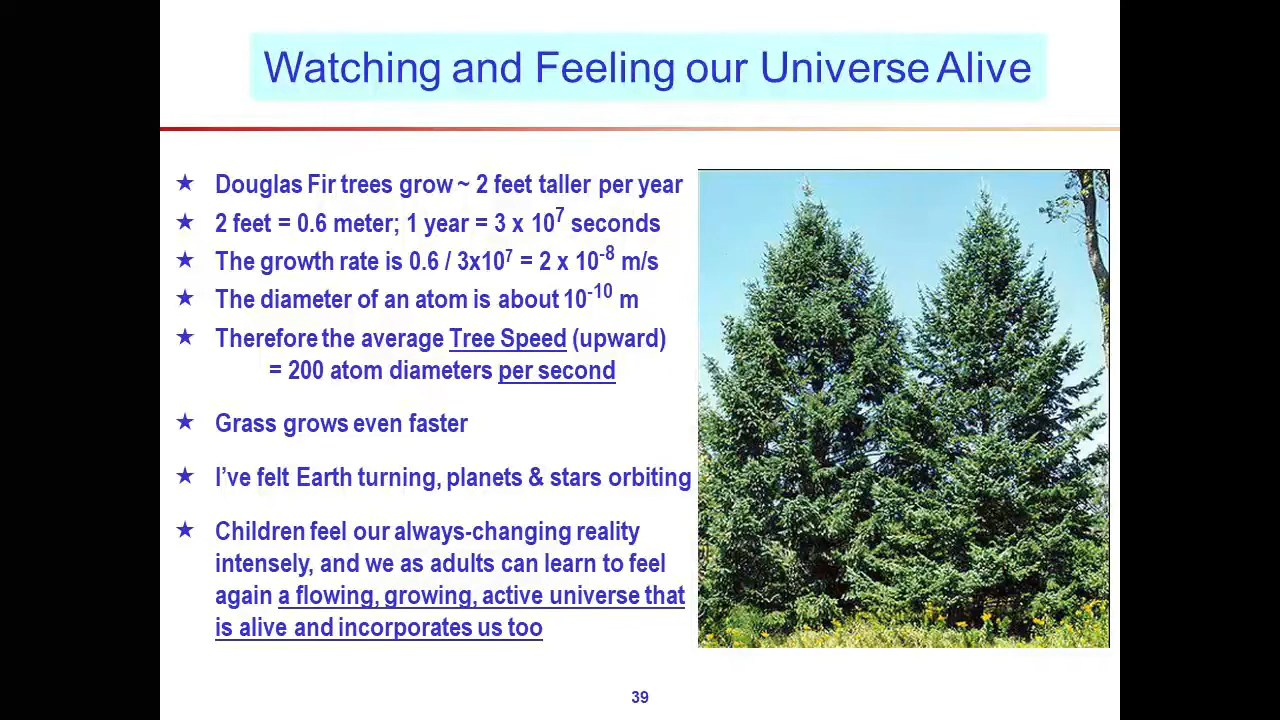 Watching and Feeling our Universe Alive
★ Douglas Fir trees grow ~ 2 feet taller per year
★ 2 feet = 0.6 meter; 1 year = 3 x 10⁷ seconds
★ The growth rate is 0.6 / 3x10⁷ = 2 x 10⁻⁸ m/s
★ The diameter of an atom is about 10⁻¹⁰ m
★ Therefore the average Tree Speed (upward)
= 200 atom diameters per second
★ Grass grows even faster
★ I've felt Earth turning, planets & stars orbiting
★ Children feel our always-changing reality
intensely, and we as adults can learn to feel
again a flowing, growing, active universe that
is alive and incorporates us too
39